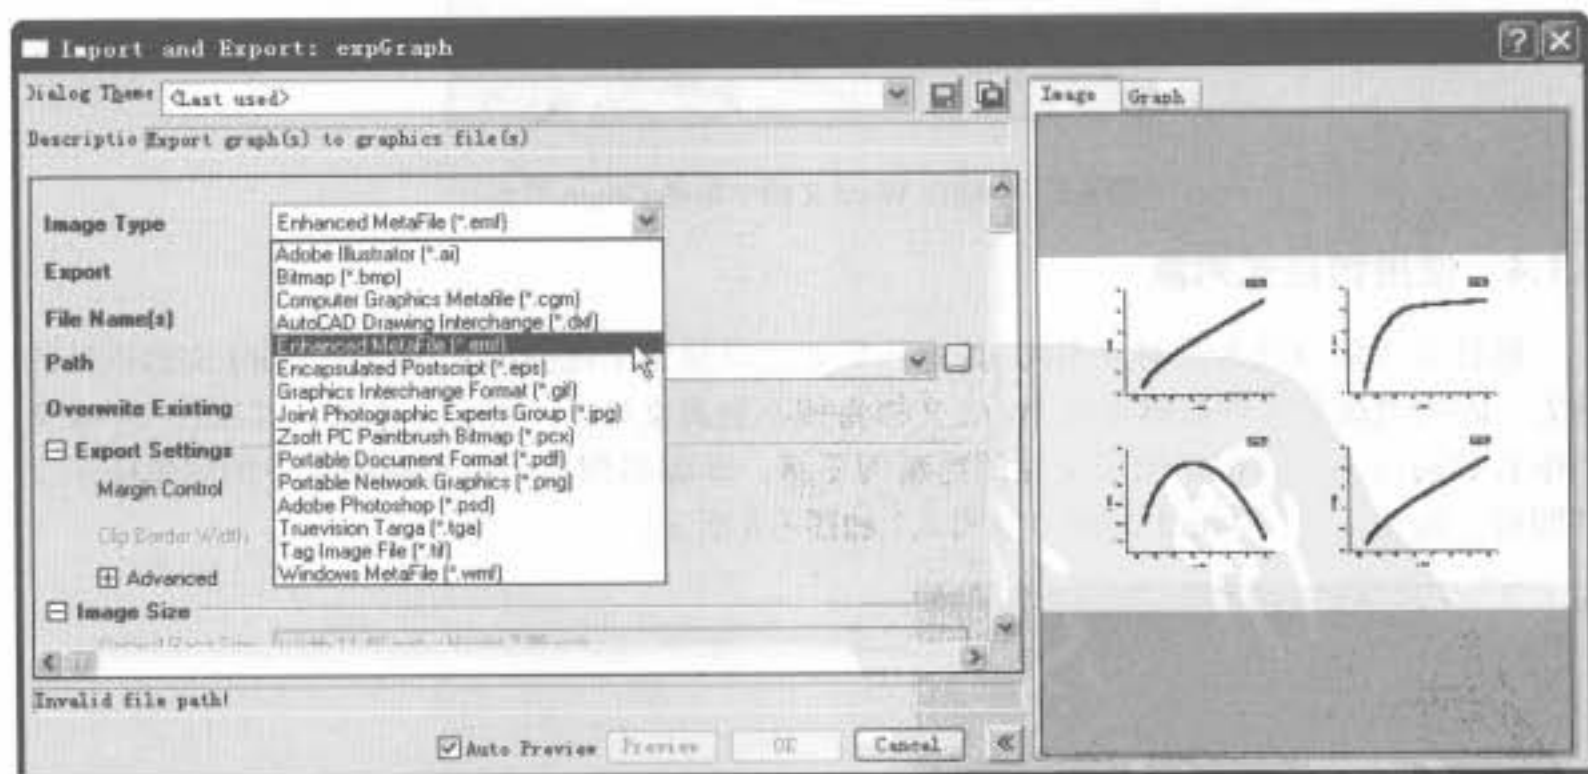 Import and Export: expGraph
Dialog Theme <Last used>
Descriptio Export graph(s) to graphics file(s)
Image Type Enhanced MetaFile (*.emf)
Adobe Illustrator (*.ai)
Export Bitmap (*.bmp)
Computer Graphics Metafile (*.cgm)
File Name(s) AutoCAD Drawing Interchange (*.dxf)
Enhanced MetaFile (*.emf)
Path Encapsulated Postscript (*.eps)
Graphics Interchange Format (*.gif)
Overwrite Existing Joint Photographic Experts Group (*.jpg)
Zsoft PC Paintbrush Bitmap (*.pcx)
Export Settings Portable Document Format (*.pdf)
Margin Control Portable Network Graphics (*.png)
Adobe Photoshop (*.psd)
Clip Border Width Truevision Targa (*.tga)
Tag Image File (*.tif)
Advanced Windows MetaFile (*.wmf)
Image Size
Invalid file path!
Auto Preview Preview OK Cancel
Image Graph